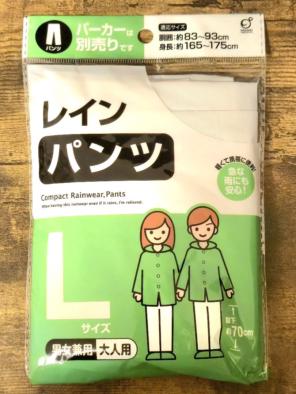 パンツ
パーカーは
別売りです
適応サイズ
胴囲:約83〜93cm
身長:約165〜175cm
レイン
パンツ
Compact Rainwear, Pants
When having this rainwear even if it rains, I'm relieved.
軽くて携帯に便利!
急な
雨にも
安心!
L
サイズ
股下
約70cm
男女兼用 大人用